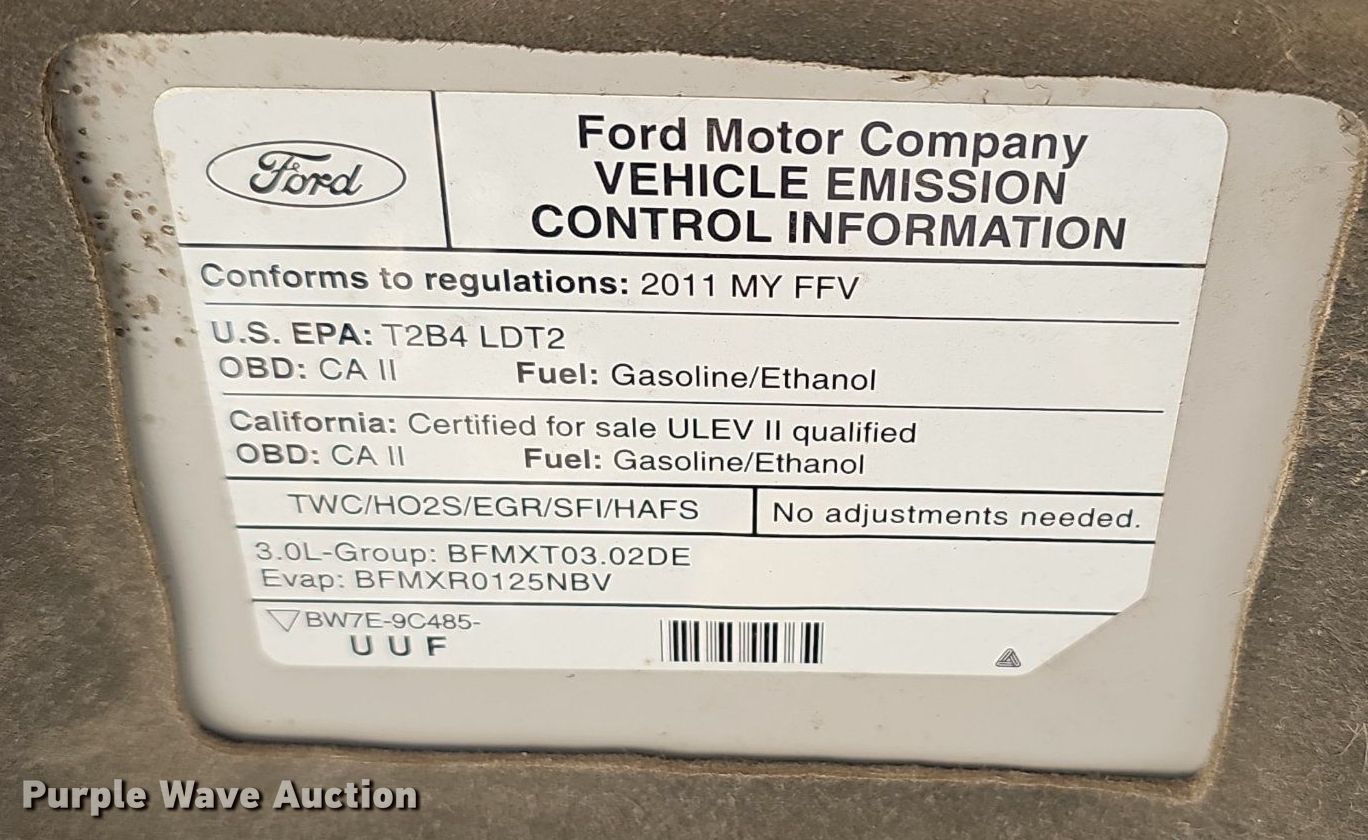 Ford
Ford Motor Company
VEHICLE EMISSION
CONTROL INFORMATION
Conforms to regulations: 2011 MY FFV
U.S. EPA: T2B4 LDT2
OBD: CA II Fuel: Gasoline/Ethanol
California: Certified for sale ULEV II qualified
OBD: CA II Fuel: Gasoline/Ethanol
TWC/HO2S/EGR/SFI/HAFS No adjustments needed.
3.0L-Group: BFMXT03.02DE
Evap: BFMXR0125NBV
BW7E-9C485-
U U F
Purple Wave Auction